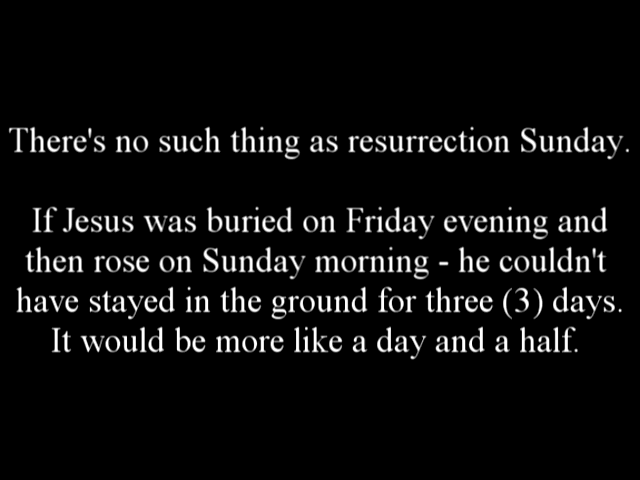 There's no such thing as resurrection Sunday.
If Jesus was buried on Friday evening and
then rose on Sunday morning - he couldn't
have stayed in the ground for three (3) days.
It would be more like a day and a half.